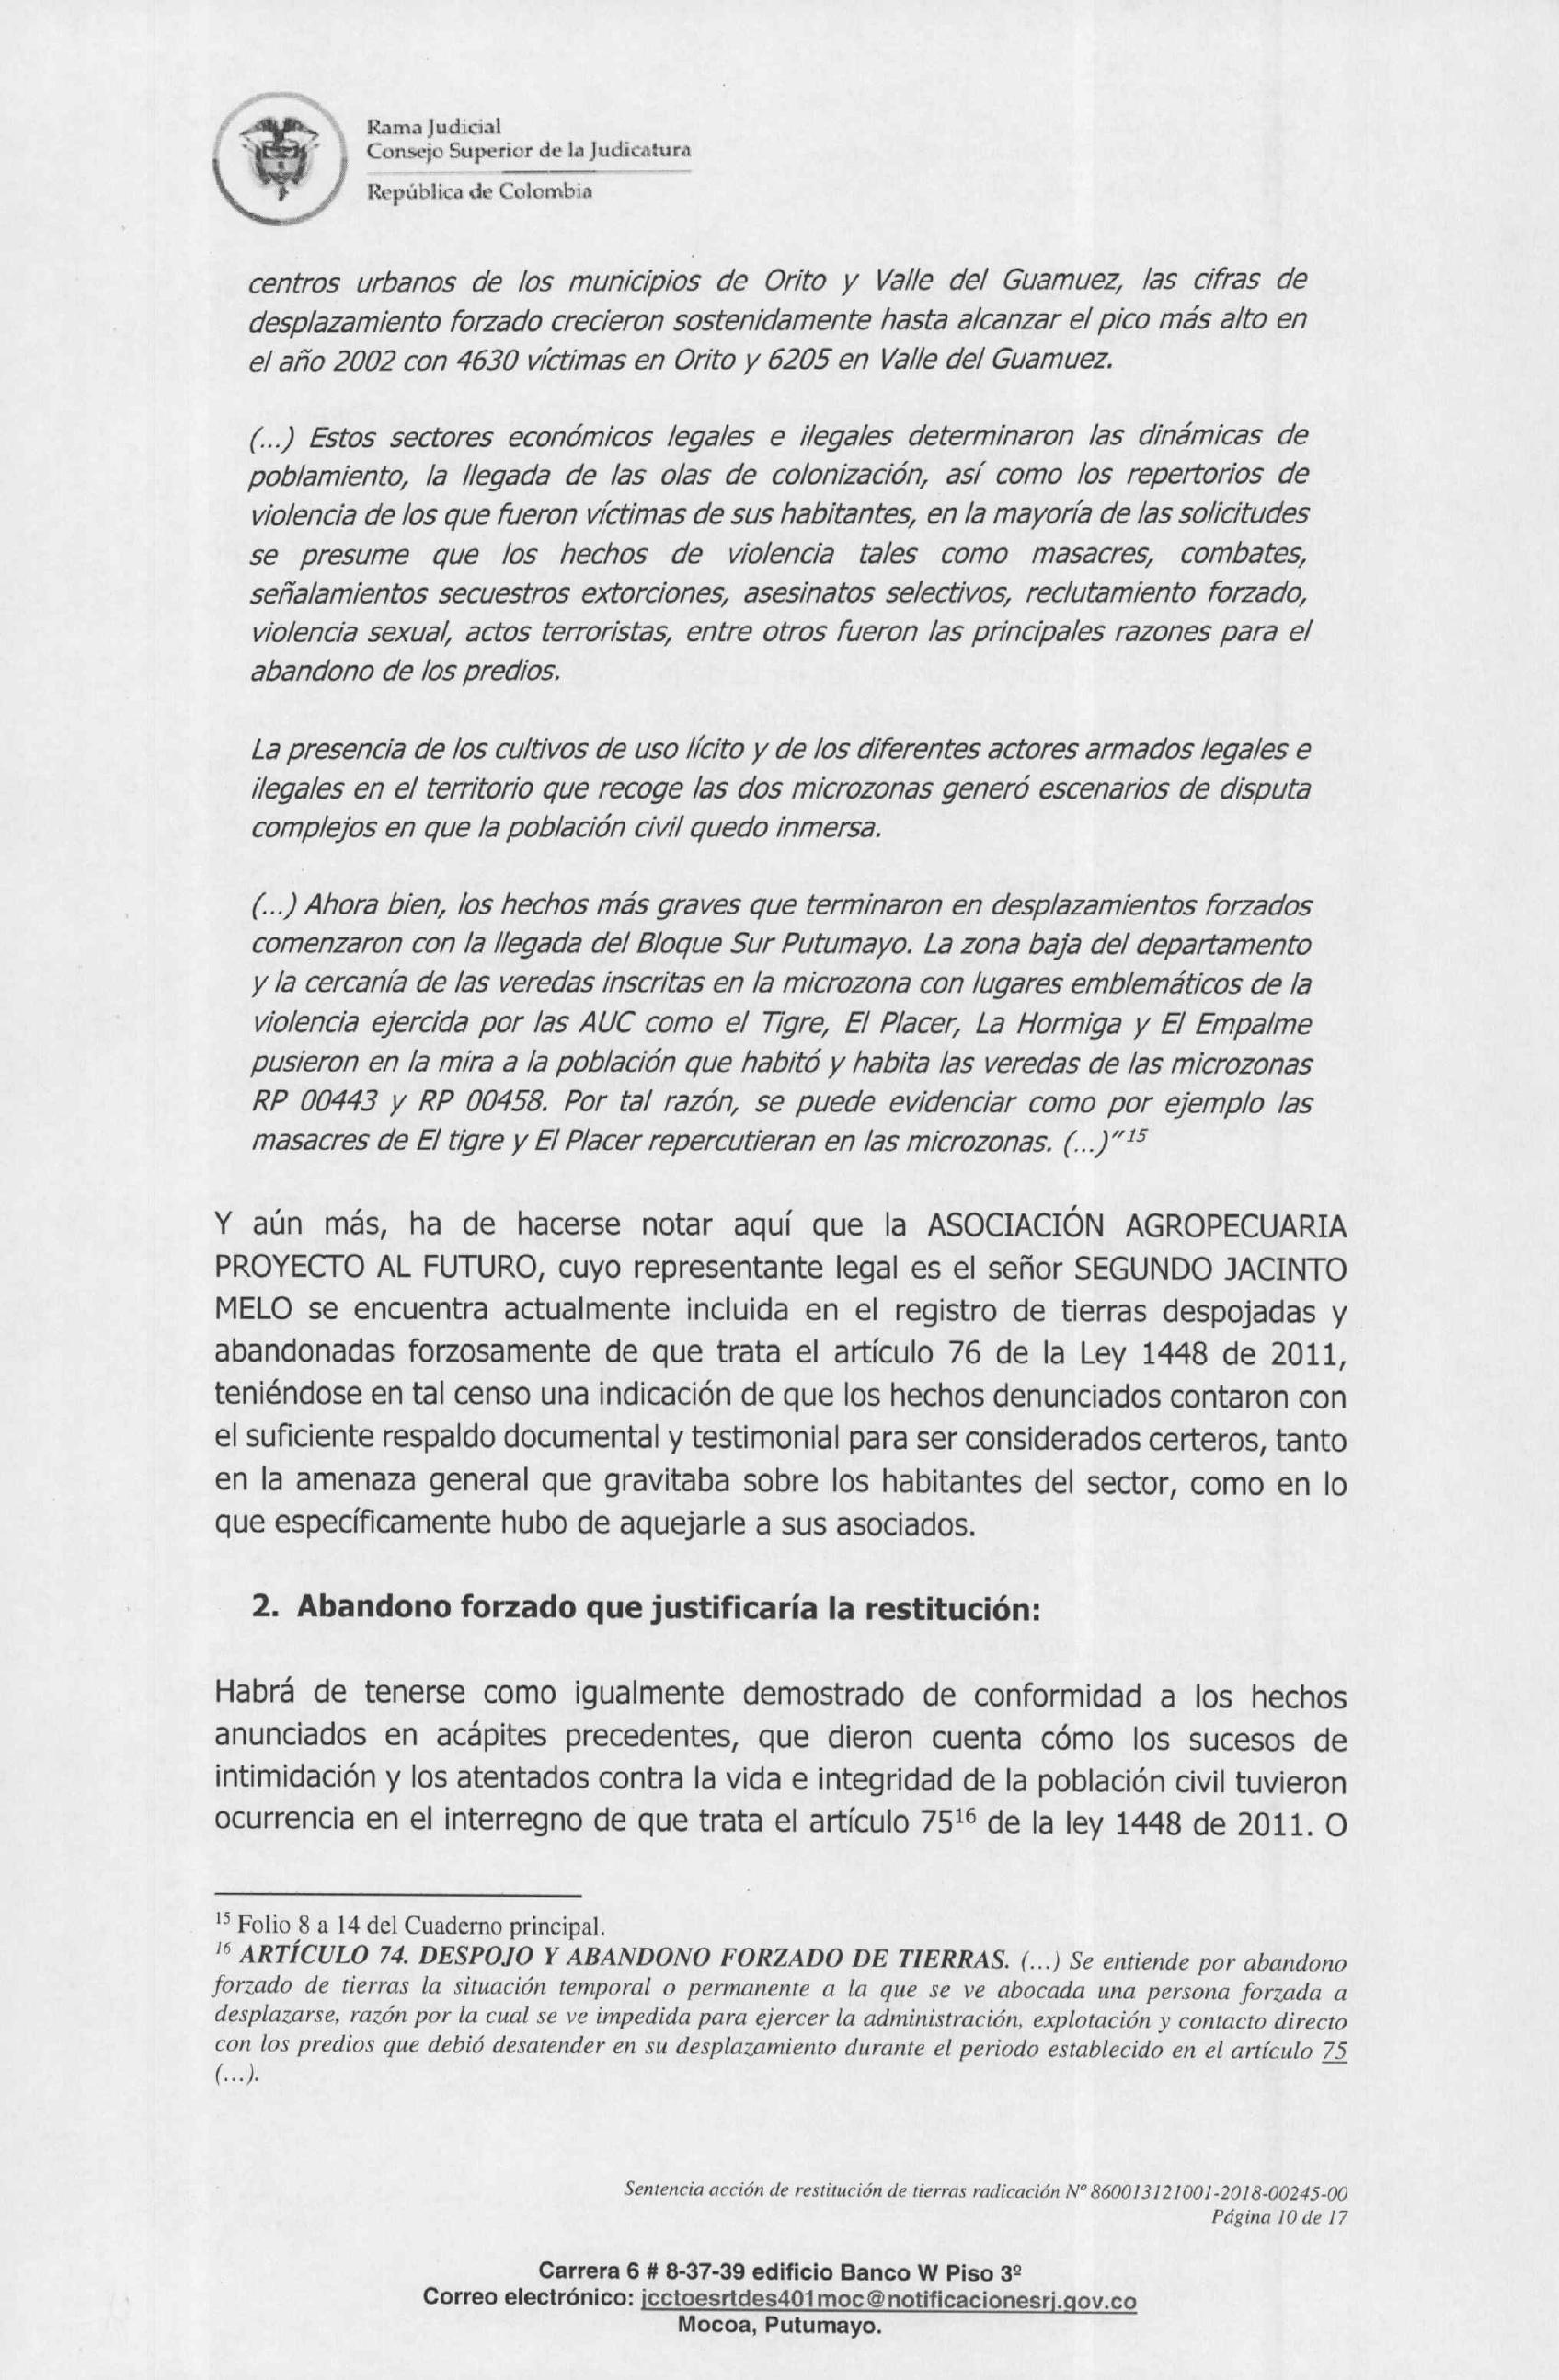 Rama Judicial
Consejo Superior de la Judicatura
República de Colombia
centros urbanos de los municipios de Orito y Valle del Guamuez, las cifras de
desplazamiento forzado crecieron sostenidamente hasta alcanzar el pico más alto en
el año 2002 con 4630 víctimas en Orito y 6205 en Valle del Guamuez.
(...) Estos sectores económicos legales e ilegales determinaron las dinámicas de
poblamiento, la llegada de las olas de colonización, así como los repertorios de
violencia de los que fueron víctimas de sus habitantes, en la mayoría de las solicitudes
se presume que los hechos de violencia tales como masacres, combates,
señalamientos secuestros extorciones, asesinatos selectivos, reclutamiento forzado,
violencia sexual, actos terroristas, entre otros fueron las principales razones para el
abandono de los predios.
La presencia de los cultivos de uso lícito y de los diferentes actores armados legales e
ilegales en el territorio que recoge las dos microzonas generó escenarios de disputa
complejos en que la población civil quedo inmersa.
(...) Ahora bien, los hechos más graves que terminaron en desplazamientos forzados
comenzaron con la llegada del Bloque Sur Putumayo. La zona baja del departamento
y la cercanía de las veredas inscritas en la microzona con lugares emblemáticos de la
violencia ejercida por las AUC como el Tigre, El Placer, La Hormiga y El Empalme
pusieron en la mira a la población que habitó y habita las veredas de las microzonas
RP 00443 y RP 00458. Por tal razón, se puede evidenciar como por ejemplo las
masacres de El tigre y El Placer repercutieran en las microzonas. (...)"15
Y aún más, ha de hacerse notar aquí que la ASOCIACIÓN AGROPECUARIA
PROYECTO AL FUTURO, cuyo representante legal es el señor SEGUNDO JACINTO
MELO se encuentra actualmente incluida en el registro de tierras despojadas y
abandonadas forzosamente de que trata el artículo 76 de la Ley 1448 de 2011,
teniéndose en tal censo una indicación de que los hechos denunciados contaron con
el suficiente respaldo documental y testimonial para ser considerados certeros, tanto
en la amenaza general que gravitaba sobre los habitantes del sector, como en lo
que específicamente hubo de aquejarle a sus asociados.
2. Abandono forzado que justificaría la restitución:
Habrá de tenerse como igualmente demostrado de conformidad a los hechos
anunciados en acápites precedentes, que dieron cuenta cómo los sucesos de
intimidación y los atentados contra la vida e integridad de la población civil tuvieron
ocurrencia en el interregno de que trata el artículo 7516 de la ley 1448 de 2011. O
15 Folio 8 a 14 del Cuaderno principal.
16 ARTÍCULO 74. DESPOJO Y ABANDONO FORZADO DE TIERRAS. (...) Se entiende por abandono
forzado de tierras la situación temporal o permanente a la que se ve abocada una persona forzada a
desplazarse, razón por la cual se ve impedida para ejercer la administración, explotación y contacto directo
con los predios que debió desatender en su desplazamiento durante el periodo establecido en el artículo 75
(...).
Sentencia acción de restitución de tierras radicación Nº 860013121001-2018-00245-00
Página 10 de 17
Carrera 6 # 8-37-39 edificio Banco W Piso 3º
Correo electrónico: jcctoesrtdes401moc@notificacionesrj.gov.co
Mocoa, Putumayo.